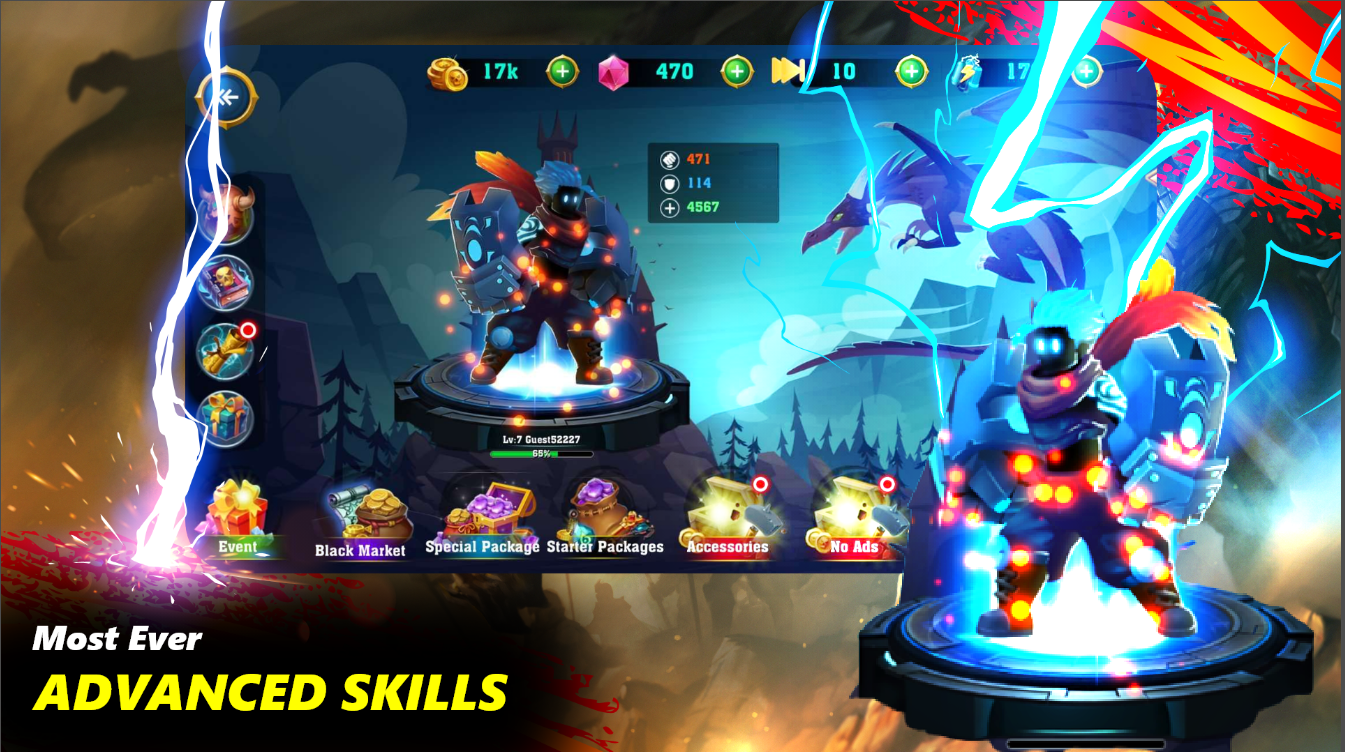 17k
470
10
17
471
114
4567
Lv:7 Guest52227
65%
Event
Black Market
Special Package
Starter Packages
Accessories
No Ads
Most Ever
ADVANCED SKILLS